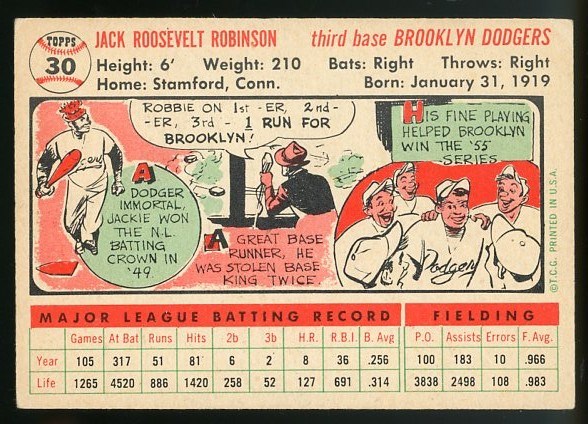 TOPPS
30
JACK ROOSEVELT ROBINSON third base BROOKLYN DODGERS
Height: 6' Weight: 210 Bats: Right Throws: Right
Home: Stamford, Conn. Born: January 31, 1919
ROBBIE ON 1st -ER, 2nd-
-ER, 3rd - 1 RUN FOR
BROOKLYN!
A
DODGER
IMMORTAL,
JACKIE WON
THE N.L.
BATTING
CROWN IN
'49.
A GREAT BASE
RUNNER, HE
WAS STOLEN BASE
KING TWICE.
HIS FINE PLAYING
HELPED BROOKLYN
WIN THE '55
SERIES
Dodgers
©T.C.G. PRINTED IN U.S.A.
MAJOR LEAGUE BATTING RECORD FIELDING
Games At Bat Runs Hits 2b 3b H.R. R.B.I. B. Avg P.O. Assists Errors F. Avg.
Year 105 317 51 81 6 2 8 36 .256 100 183 10 .966
Life 1265 4520 886 1420 258 52 127 691 .314 3838 2498 108 .983